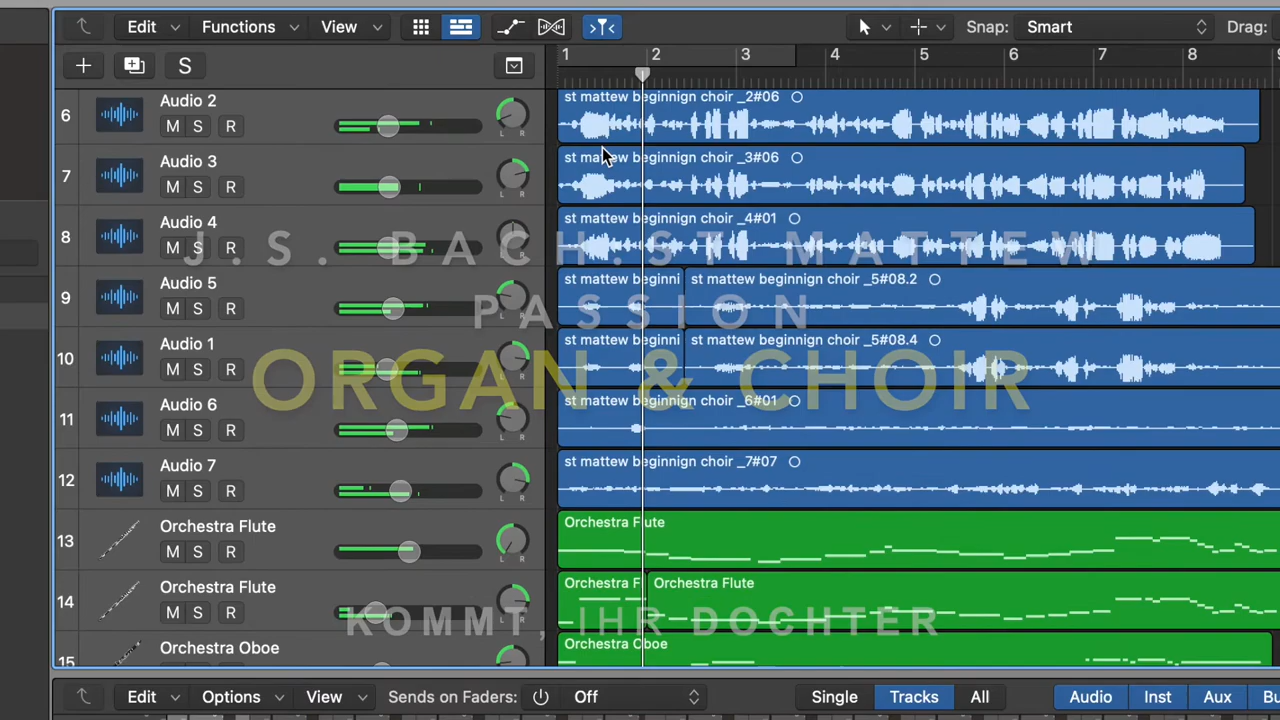 Edit Functions View Snap: Smart Drag:
S 1 2 3 4 5 6 7 8
6 Audio 2 M S R L R st mattew beginnign choir _2#06
7 Audio 3 M S R L R st mattew beginnign choir _3#06
8 Audio 4 M S R L R st mattew beginnign choir _4#01
J.S. BACH.ST MATTEW
9 Audio 5 M S R L R st mattew beginni st mattew beginnign choir _5#08.2
PASSION
10 Audio 1 M S R L R st mattew beginni st mattew beginnign choir _5#08.4
ORGAN & CHOIR
11 Audio 6 M S R L R st mattew beginnign choir _6#01
12 Audio 7 M S R L R st mattew beginnign choir _7#07
13 Orchestra Flute M S R L R Orchestra Flute
14 Orchestra Flute M S R L R Orchestra F Orchestra Flute
KOMMT, IHR DOCHTER
15 Orchestra Oboe Orchestra Oboe
Edit Options View Sends on Faders: Off Single Tracks All Audio Inst Aux Bu